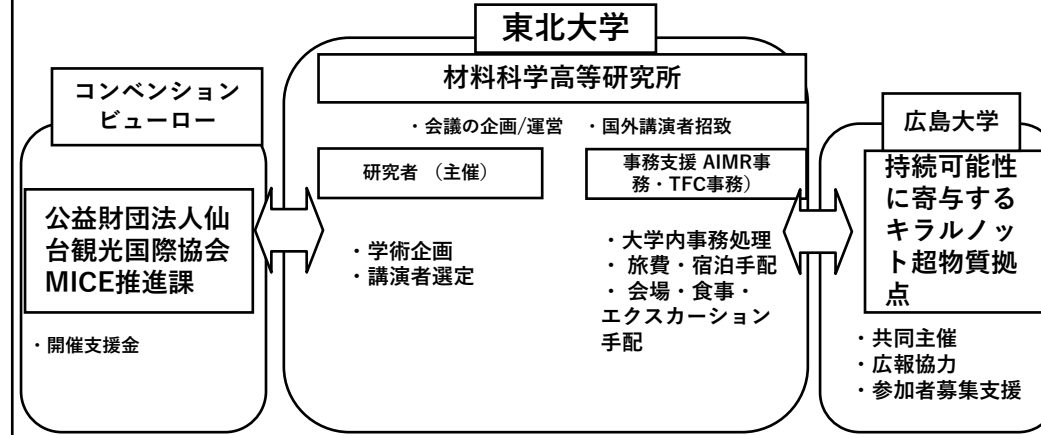 東北大学
材料科学高等研究所
・会議の企画/運営 ・国外講演者招致
研究者 （主催）
事務支援 AIMR事
務・TFC事務）
・学術企画
・講演者選定
・大学内事務処理
・ 旅費・宿泊手配
・ 会場・食事・
エクスカーション
手配
コンベンション
ビューロー
公益財団法人仙
台観光国際協会
MICE推進課
・開催支援金
広島大学
持続可能性
に寄与する
キラルノッ
ト超物質拠
点
・共同主催
・広報協力
・参加者募集支援